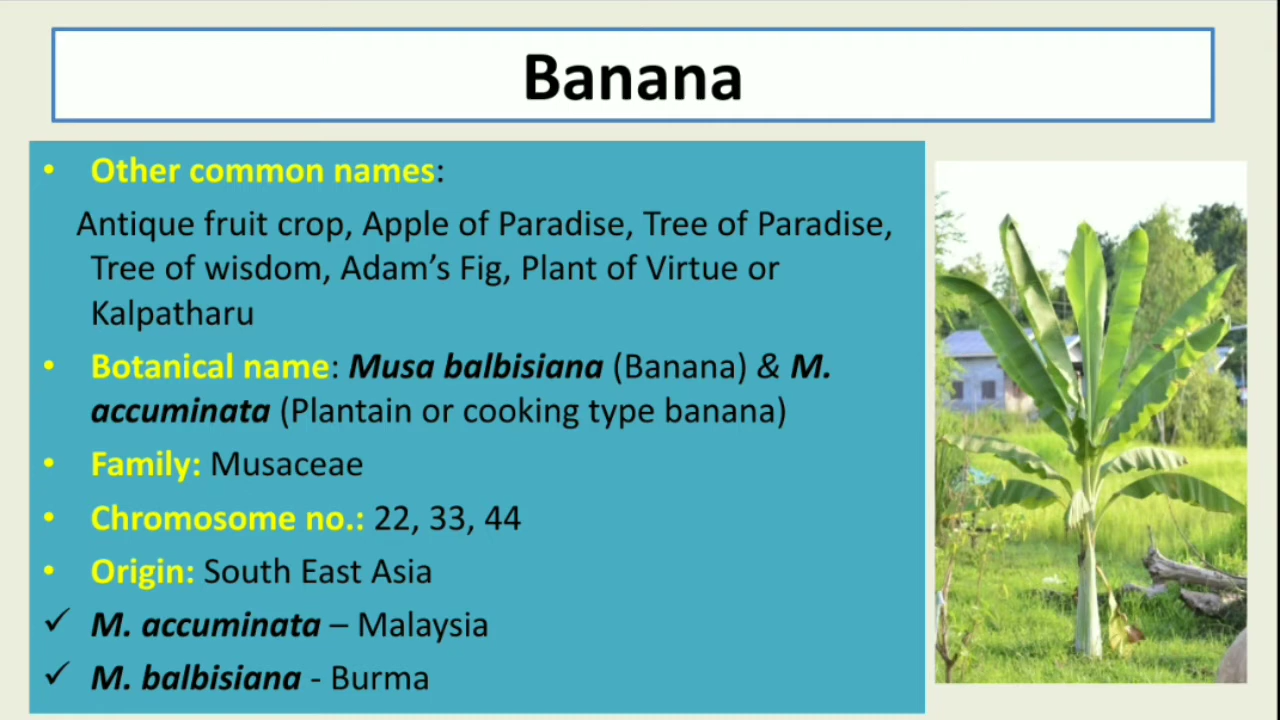 Banana
• Other common names:
Antique fruit crop, Apple of Paradise, Tree of Paradise,
Tree of wisdom, Adam’s Fig, Plant of Virtue or
Kalpatharu
• Botanical name: Musa balbisiana (Banana) & M.
accuminata (Plantain or cooking type banana)
• Family: Musaceae
• Chromosome no.: 22, 33, 44
• Origin: South East Asia
✓ M. accuminata – Malaysia
✓ M. balbisiana - Burma